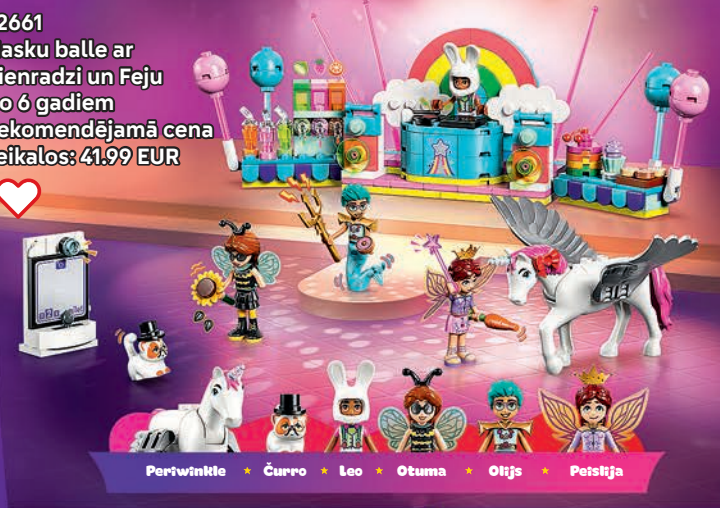 2661
asku balle ar
ienradzi un Feju
o 6 gadiem
ekomendējamā cena
eikalos: 41.99 EUR
Periwinkle ★ Čurro ★ Leo ★ Otuma ★ Olijs ★ Peislija